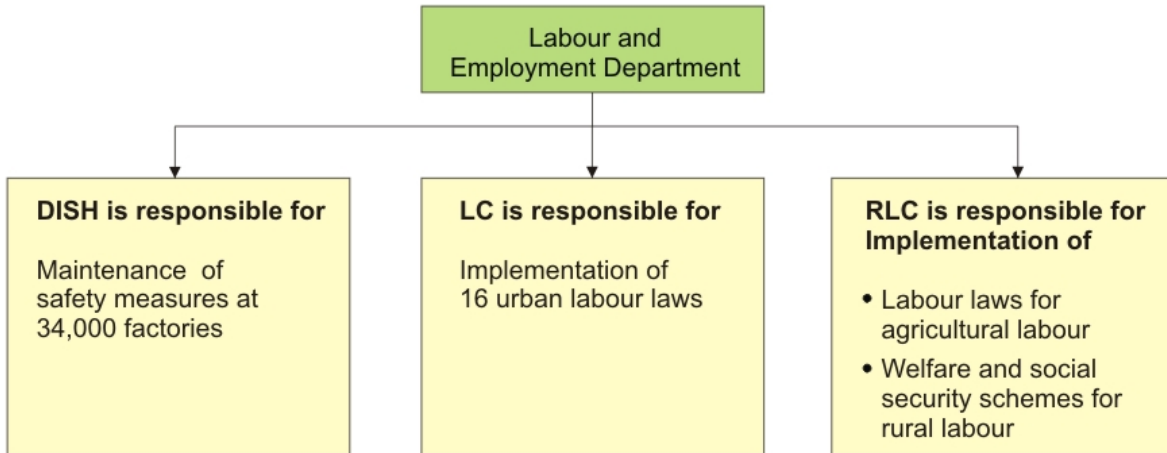 Labour and
Employment Department
DISH is responsible for
Maintenance of
safety measures at
34,000 factories
LC is responsible for
Implementation of
16 urban labour laws
RLC is responsible for
Implementation of
• Labour laws for
agricultural labour
• Welfare and social
security schemes for
rural labour